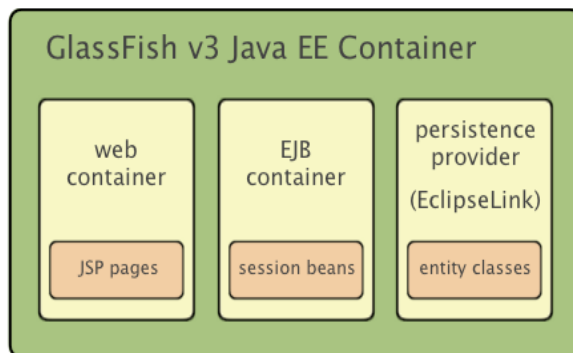 GlassFish v3 Java EE Container
web
container
JSP pages
EJB
container
session beans
persistence
provider
(EclipseLink)
entity classes